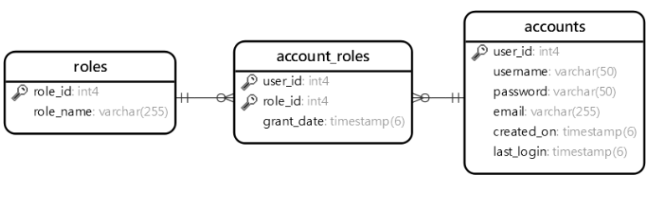 roles
role_id: int4
role_name: varchar(255)
account_roles
user_id: int4
role_id: int4
grant_date: timestamp(6)
accounts
user_id: int4
username: varchar(50)
password: varchar(50)
email: varchar(255)
created_on: timestamp(6)
last_login: timestamp(6)